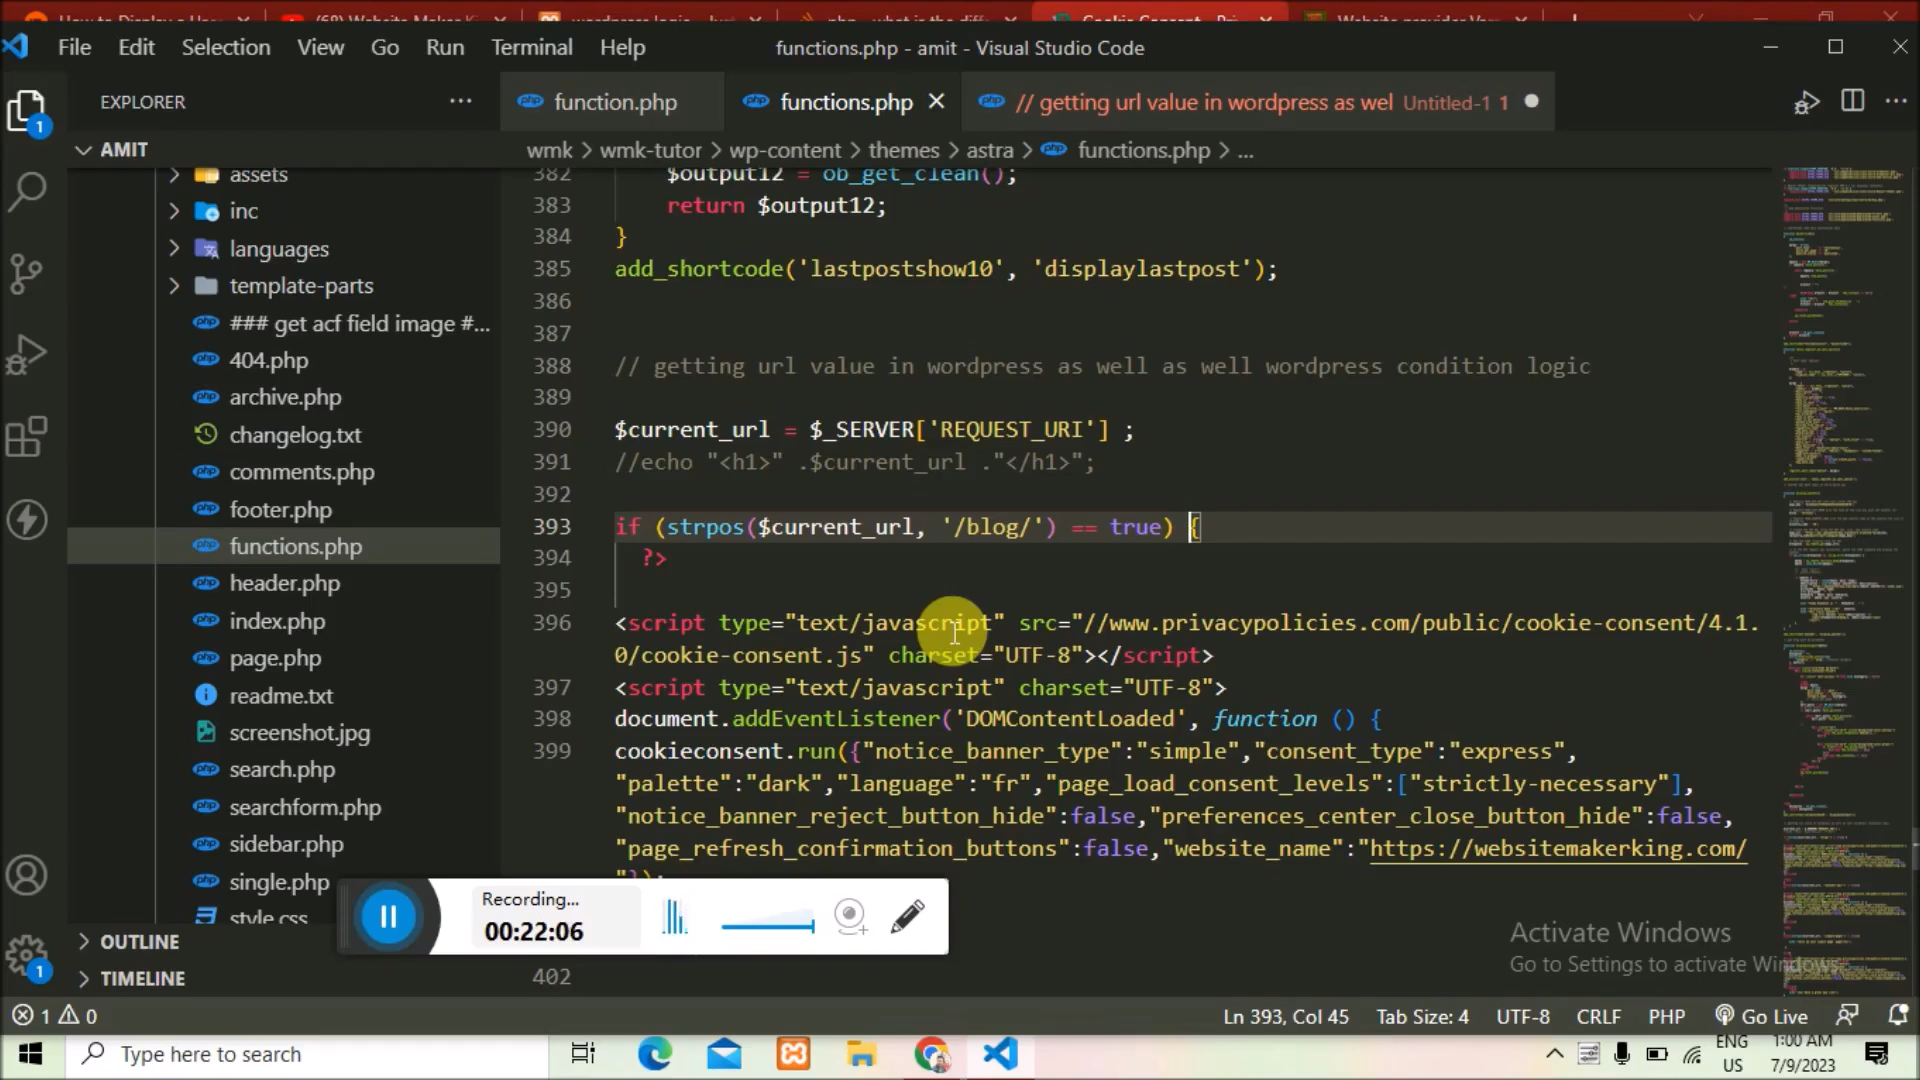 File Edit Selection View Go Run Terminal Help
functions.php - amit - Visual Studio Code
EXPLORER
function.php
functions.php
// getting url value in wordpress as wel Untitled-1 1
AMIT
wmk > wmk-tutor > wp-content > themes > astra > functions.php > ...
assets
inc
languages
template-parts
### get acf field image #...
404.php
archive.php
changelog.txt
comments.php
footer.php
functions.php
header.php
index.php
page.php
readme.txt
screenshot.jpg
search.php
searchform.php
sidebar.php
single.php
style.css
OUTLINE
TIMELINE
382 $output12 = ob_get_clean();
383 return $output12;
384 }
385 add_shortcode('lastpostshow10', 'displaylastpost');
386
387
388 // getting url value in wordpress as well as well wordpress condition logic
389
390 $current_url = $_SERVER['REQUEST_URI'] ;
391 //echo "<h1>" .$current_url ."</h1>";
392
393 if (strpos($current_url, '/blog/') == true) {
394 ?>
395
396 <script type="text/javascript" src="//www.privacypolicies.com/public/cookie-consent/4.1.
0/cookie-consent.js" charset="UTF-8"></script>
397 <script type="text/javascript" charset="UTF-8">
398 document.addEventListener('DOMContentLoaded', function () {
399 cookieconsent.run({"notice_banner_type":"simple","consent_type":"express",
"palette":"dark","language":"fr","page_load_consent_levels":["strictly-necessary"],
"notice_banner_reject_button_hide":false,"preferences_center_close_button_hide":false,
"page_refresh_confirmation_buttons":false,"website_name":"https://websitemakerking.com/
"});
402
Recording...
00:22:06
Activate Windows
Go to Settings to activate Windows.
1 0
Ln 393, Col 45 Tab Size: 4 UTF-8 CRLF PHP Go Live
Type here to search
ENG
US
1:00 AM
7/9/2023